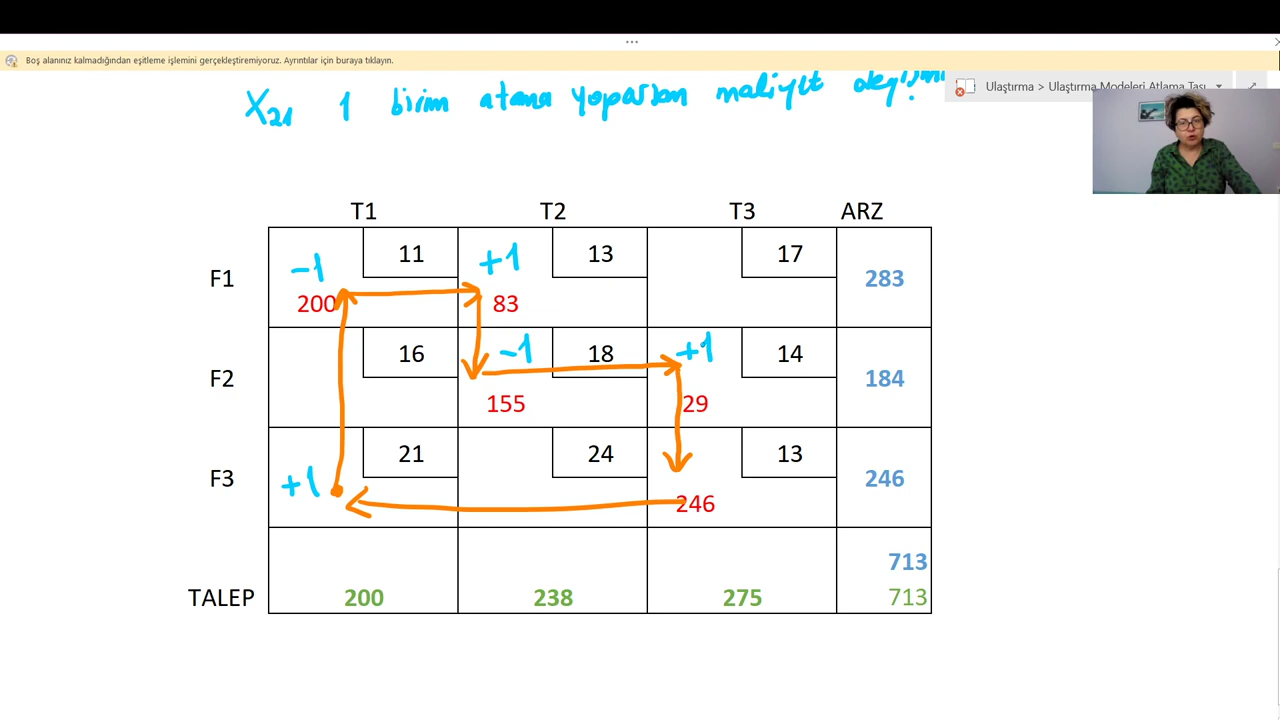 Boş alanınız kalmadığından eşitleme işlemini gerçekleştiremiyoruz. Ayrıntılar için buraya tıklayın.
X21 1 birim atama yaparsam maliyet
Ulaştırma > Ulaştırma Modeleri Atlama Taşı
T1 T2 T3 ARZ
-1 11 +1 13 17
F1 283
200 83
16 -1 18 +1 14
F2 184
155 29
21 24 13
F3 +1 246
246
713
TALEP 200 238 275 713